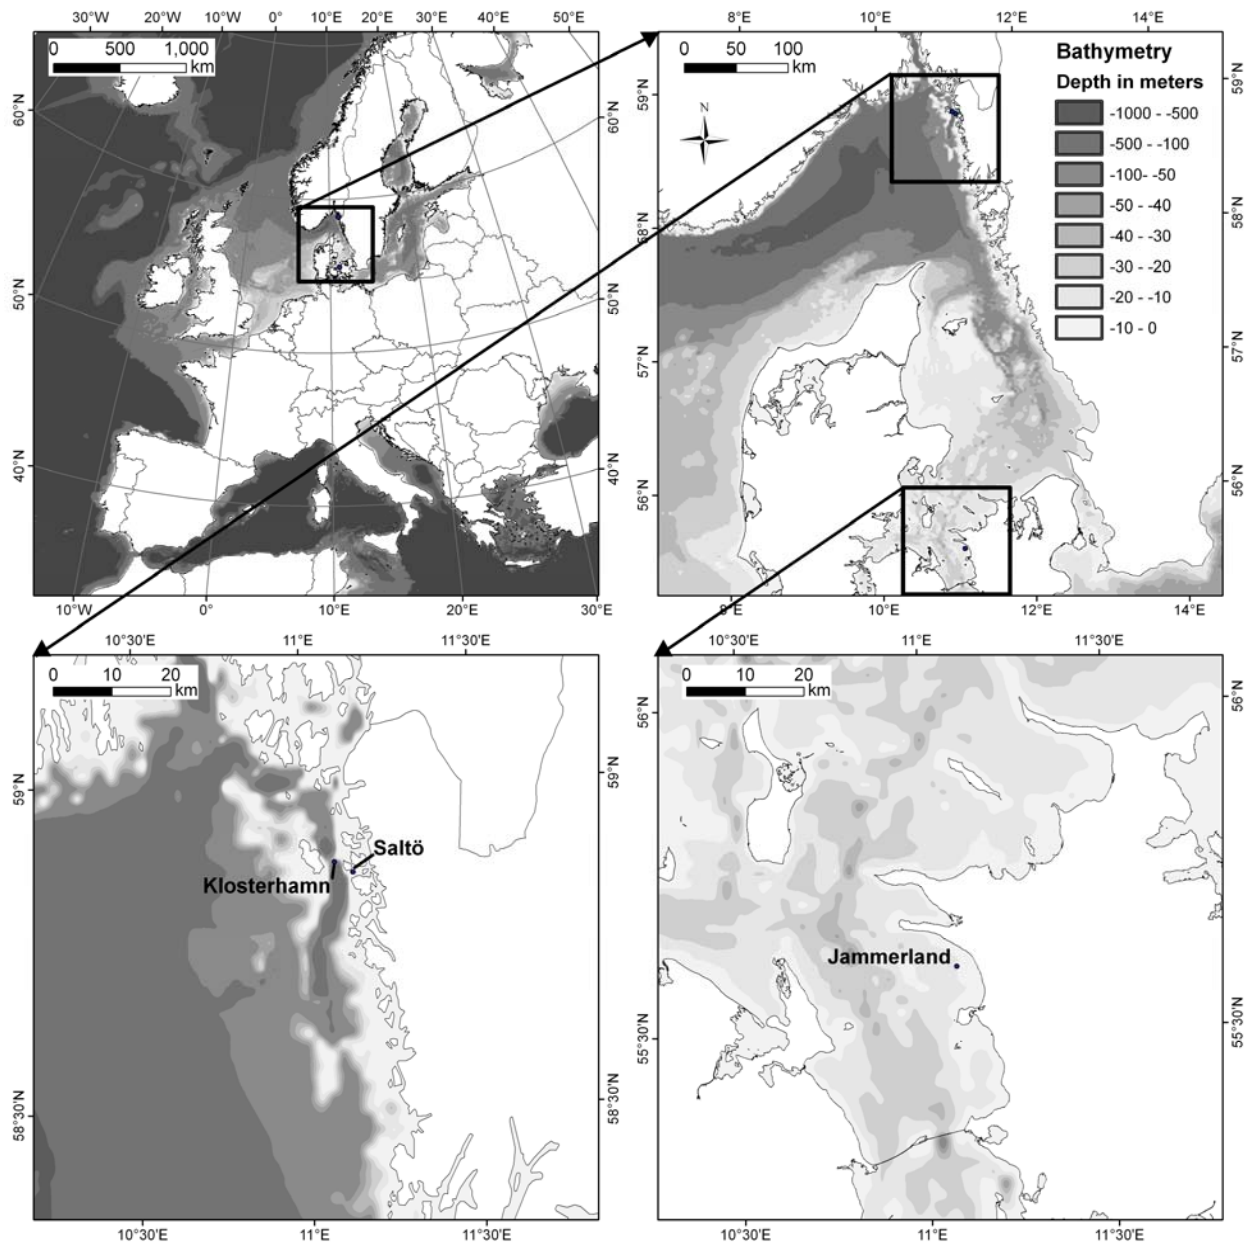 30°W 10°W 0° 10°E 20°E 30°E 50°E
0 500 1,000
km
60°N
50°N
40°N
60°N
50°N
40°N
10°W 0° 10°E 20°E 30°E
8°E 10°E 12°E 14°E
0 50 100
km
N
Bathymetry
Depth in meters
-1000 - -500
-500 - -100
-100 - -50
-50 - -40
-40 - -30
-30 - -20
-20 - -10
-10 - 0
59°N
58°N
57°N
56°N
59°N
58°N
57°N
56°N
8°E 10°E 12°E 14°E
10°30'E 11°E 11°30'E
0 10 20
km
59°N
58°30'N
59°N
58°30'N
Saltö
Klosterhamn
10°30'E 11°E 11°30'E
10°30'E 11°E 11°30'E
0 10 20
km
56°N
55°30'N
56°N
55°30'N
Jammerland
10°30'E 11°E 11°30'E